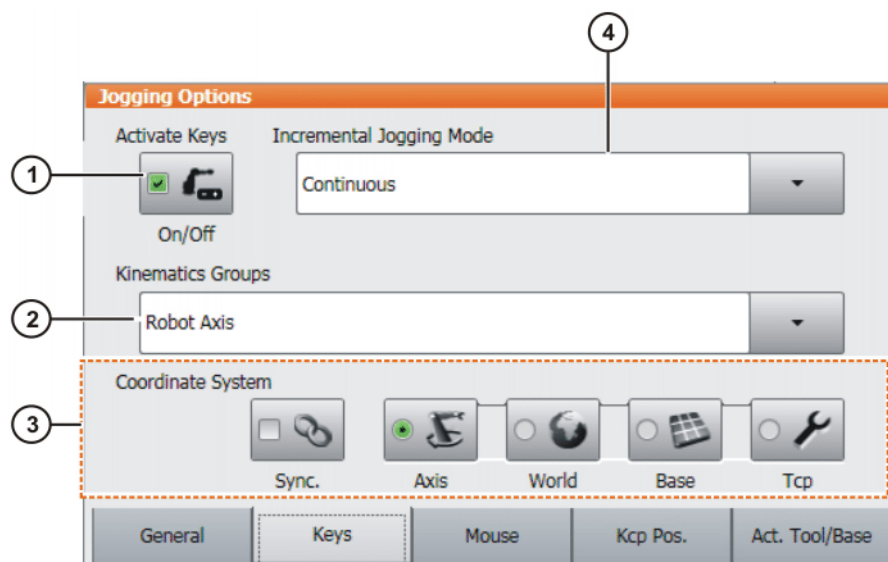 4
Jogging Options
Activate Keys Incremental Jogging Mode
1
Continuous
On/Off
Kinematics Groups
2
Robot Axis
Coordinate System
3
Sync. Axis World Base Tcp
General Keys Mouse Kcp Pos. Act. Tool/Base